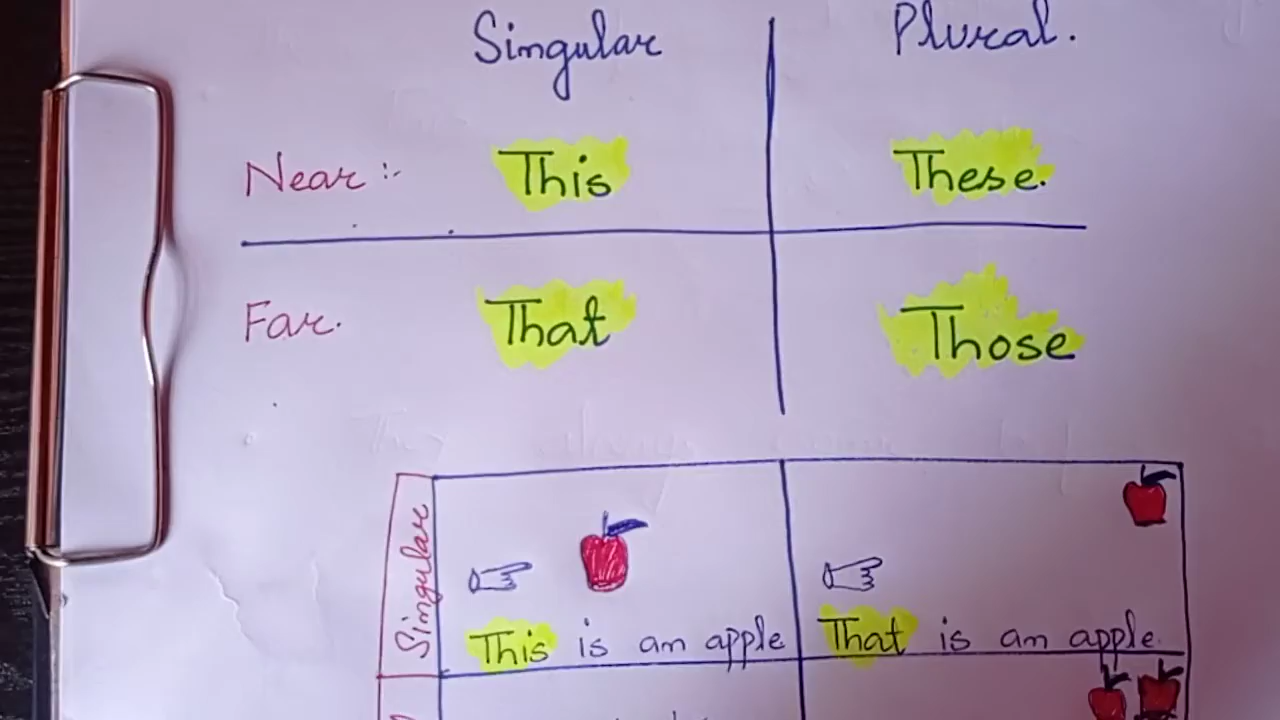 Singular Plural.
Near :- This These.
Far. That Those
Singular
This is an apple That is an apple.